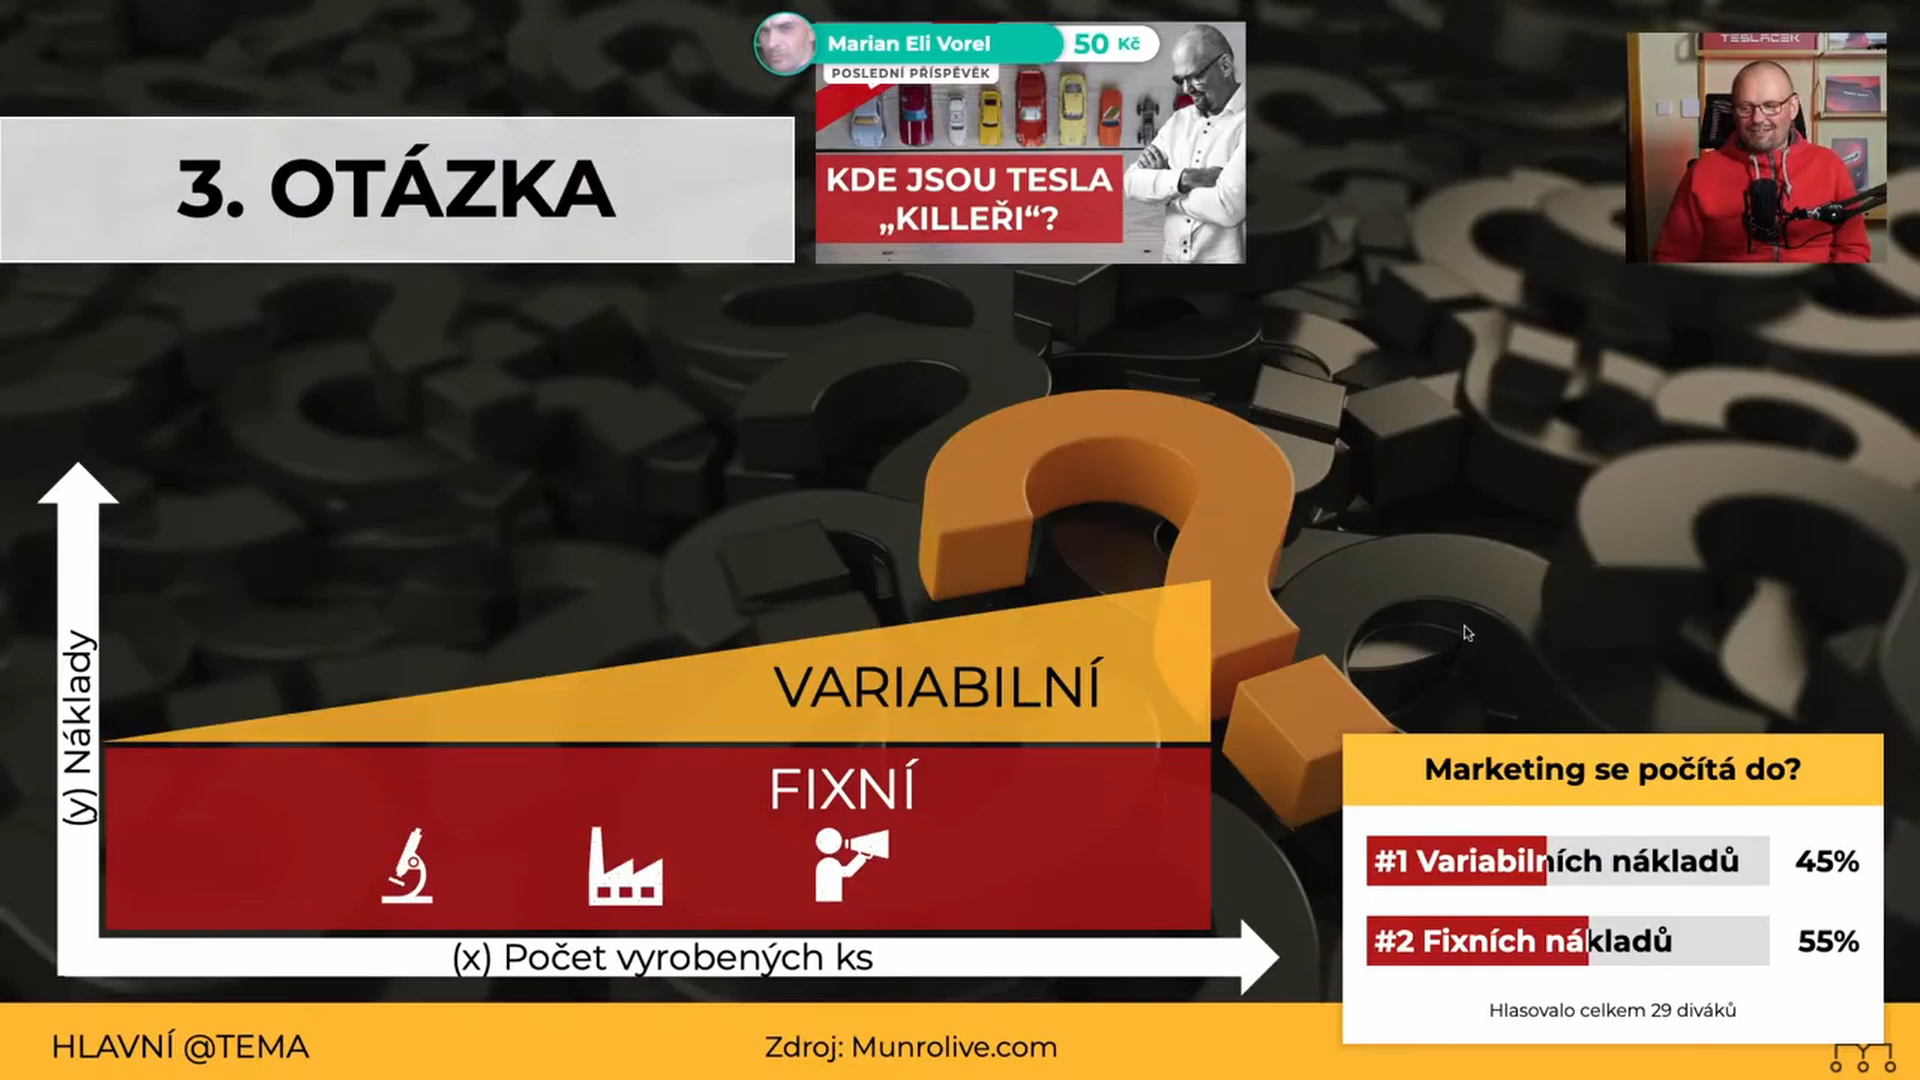 Marian Eli Vorel
50 Kč
POSLEDNÍ PŘÍSPĚVEK
TESLÁČEK
3. OTÁZKA
KDE JSOU TESLA
„KILLEŘI“?
(y) Náklady
VARIABILNÍ
FIXNÍ
(x) Počet vyrobených ks
Marketing se počítá do?
#1 Variabilních nákladů 45%
#2 Fixních nákladů 55%
Hlasovalo celkem 29 diváků
HLAVNÍ @TEMA
Zdroj: Munrolive.com